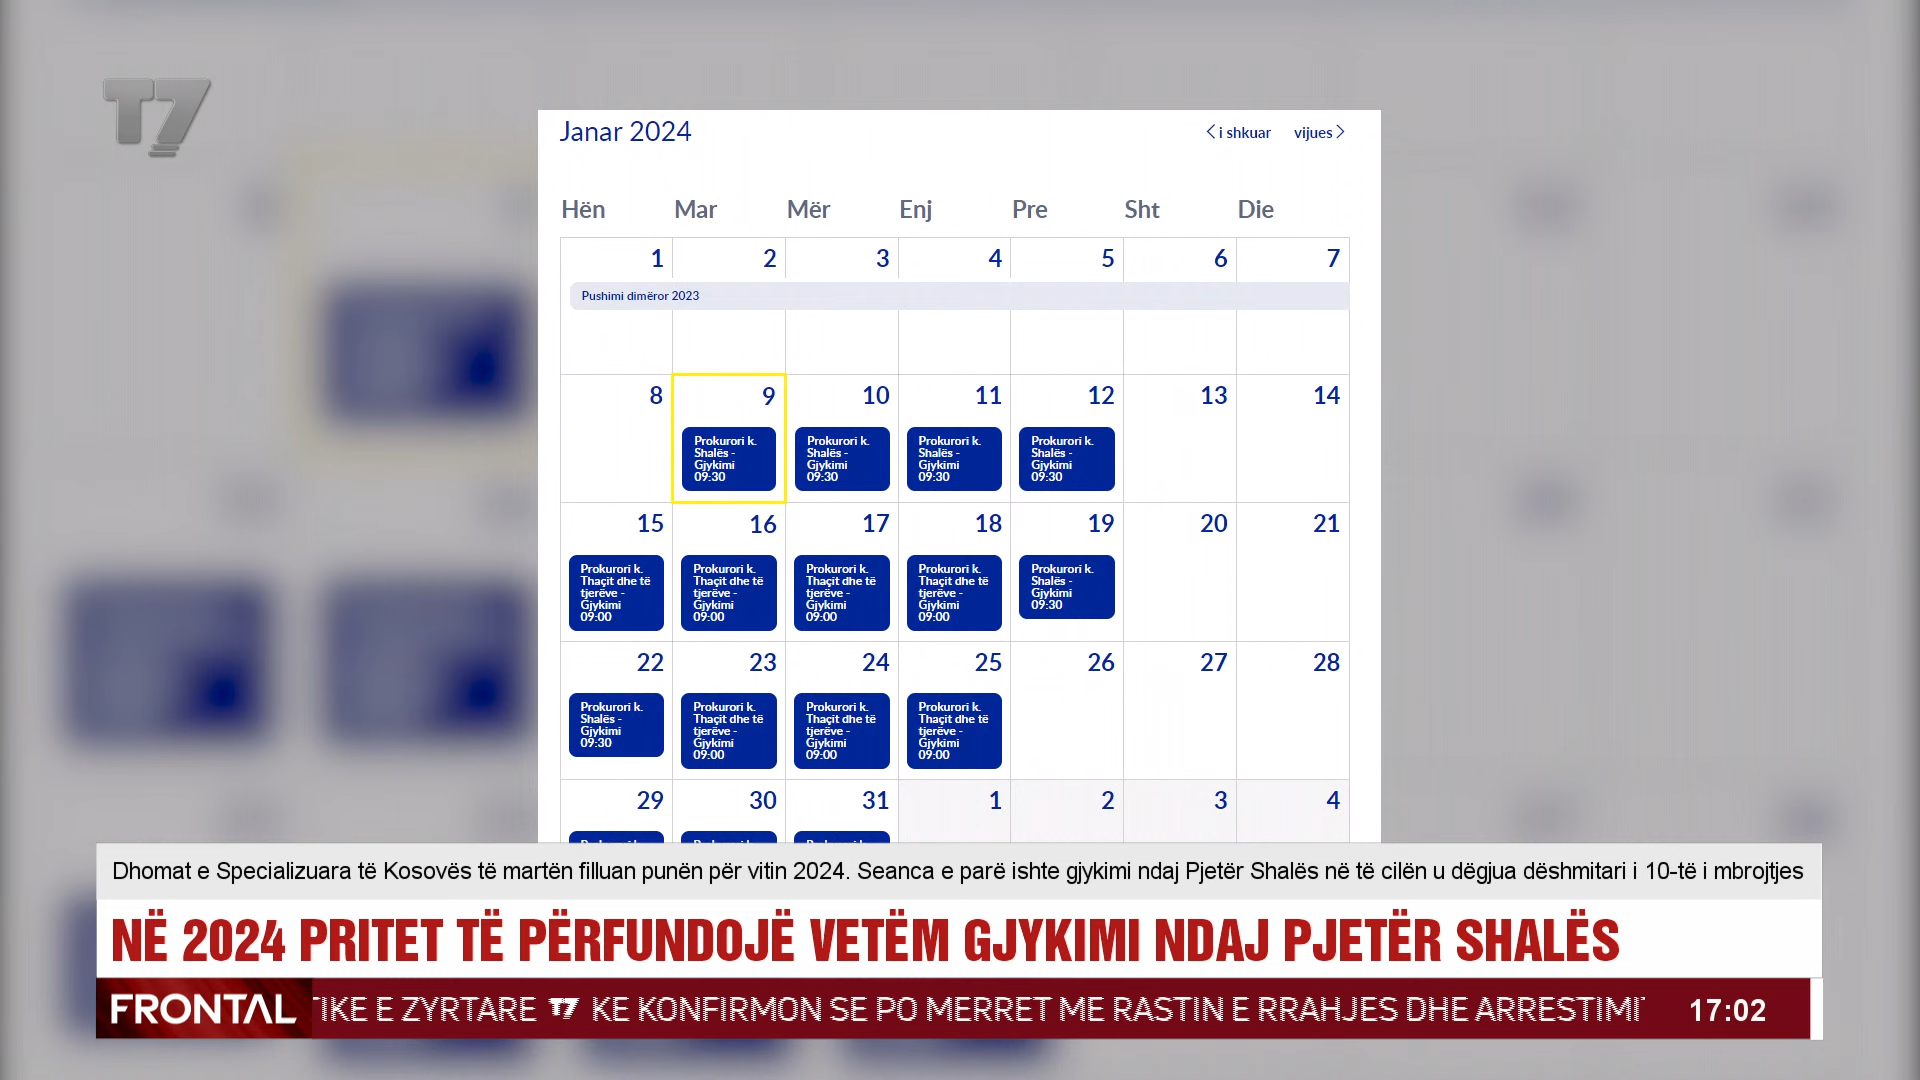 T7
Janar 2024
i shkuar vijues
Hën Mar Mër Enj Pre Sht Die
1 2 3 4 5 6 7
Pushimi dimëror 2023
8 9 10 11 12 13 14
Prokurori k. Shalës - Gjykimi 09:30
Prokurori k. Shalës - Gjykimi 09:30
Prokurori k. Shalës - Gjykimi 09:30
Prokurori k. Shalës - Gjykimi 09:30
15 16 17 18 19 20 21
Prokurori k. Thaçit dhe të tjerëve - Gjykimi 09:00
Prokurori k. Thaçit dhe të tjerëve - Gjykimi 09:00
Prokurori k. Thaçit dhe të tjerëve - Gjykimi 09:00
Prokurori k. Thaçit dhe të tjerëve - Gjykimi 09:00
Prokurori k. Shalës - Gjykimi 09:30
22 23 24 25 26 27 28
Prokurori k. Shalës - Gjykimi 09:30
Prokurori k. Thaçit dhe të tjerëve - Gjykimi 09:00
Prokurori k. Thaçit dhe të tjerëve - Gjykimi 09:00
Prokurori k. Thaçit dhe të tjerëve - Gjykimi 09:00
29 30 31 1 2 3 4
Dhomat e Specializuara të Kosovës të martën filluan punën për vitin 2024. Seanca e parë ishte gjykimi ndaj Pjetër Shalës në të cilën u dëgjua dëshmitari i 10-të i mbrojtjes
NË 2024 PRITET TË PËRFUNDOJË VETËM GJYKIMI NDAJ PJETËR SHALËS
FRONTAL IKE E ZYRTARE T7 KE KONFIRMON SE PO MERRET ME RASTIN E RRAHJES DHE ARRESTIMI 17:02